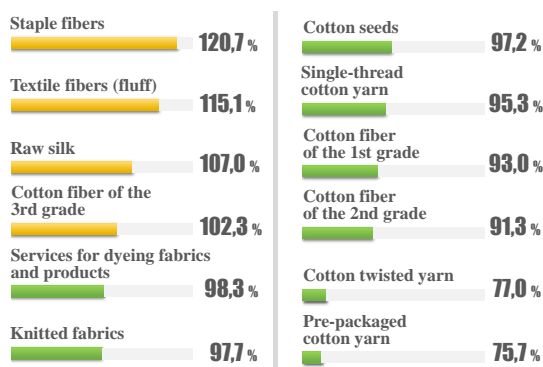 Staple fibers
120,7 %
Textile fibers (fluff)
115,1 %
Raw silk
107,0 %
Cotton fiber of the
3rd grade
102,3 %
Services for dyeing fabrics
and products
98,3 %
Knitted fabrics
97,7 %
Cotton seeds
97,2 %
Single-thread
cotton yarn
95,3 %
Cotton fiber
of the 1st grade
93,0 %
Cotton fiber
of the 2nd grade
91,3 %
Cotton twisted yarn
77,0 %
Pre-packaged
cotton yarn
75,7 %